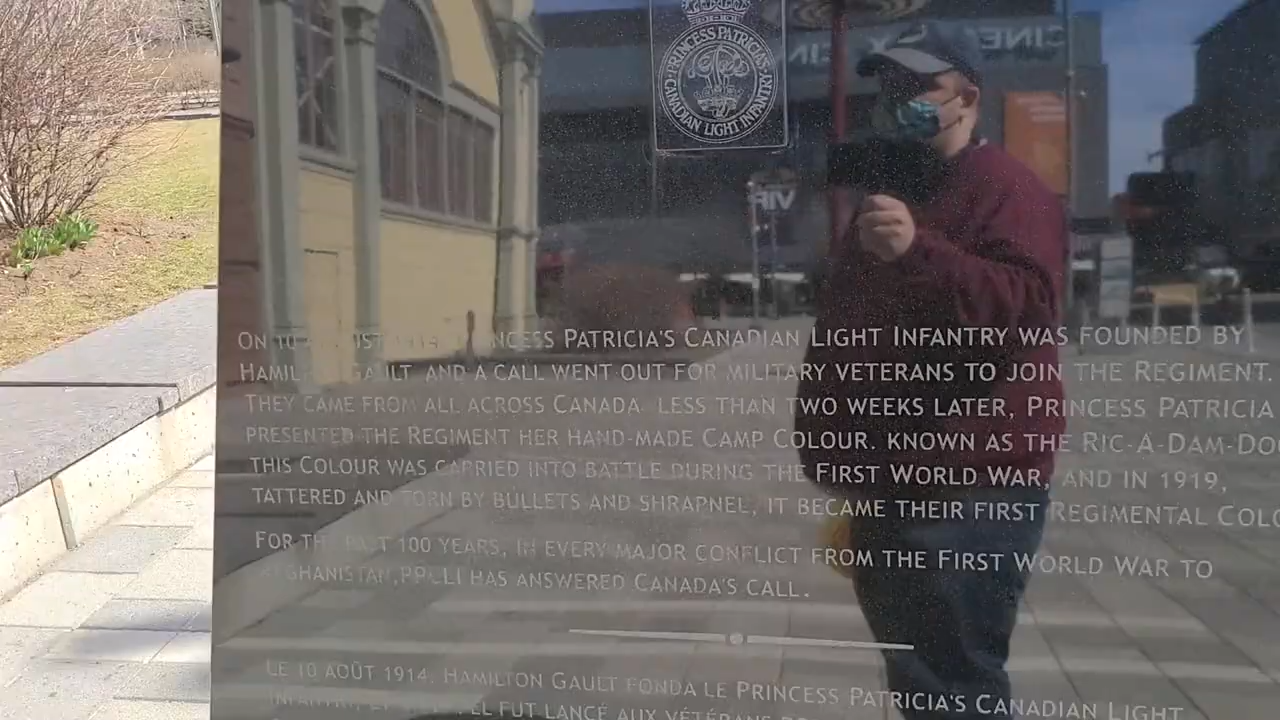 PRINCESS PATRICIA'S
CANADIAN LIGHT INFANTRY
CINE
VIR
ON 10 AUGUST 1914, PRINCESS PATRICIA'S CANADIAN LIGHT INFANTRY WAS FOUNDED BY
HAMILTON GAULT, AND A CALL WENT OUT FOR MILITARY VETERANS TO JOIN THE REGIMENT.
THEY CAME FROM ALL ACROSS CANADA. LESS THAN TWO WEEKS LATER, PRINCESS PATRICIA
PRESENTED THE REGIMENT HER HAND-MADE CAMP COLOUR. KNOWN AS THE RIC-A-DAM-DOO
THIS COLOUR WAS CARRIED INTO BATTLE DURING THE FIRST WORLD WAR, AND IN 1919,
TATTERED AND TORN BY BULLETS AND SHRAPNEL, IT BECAME THEIR FIRST REGIMENTAL COLO
FOR THE PAST 100 YEARS, IN EVERY MAJOR CONFLICT FROM THE FIRST WORLD WAR TO
AFGHANISTAN, PPCLI HAS ANSWERED CANADA'S CALL.
LE 10 AOÛT 1914, HAMILTON GAULT FONDA LE PRINCESS PATRICIA'S CANADIAN LIGHT
INFANTRY, ET FUT LANCÉ AUX VÉTÉRANS